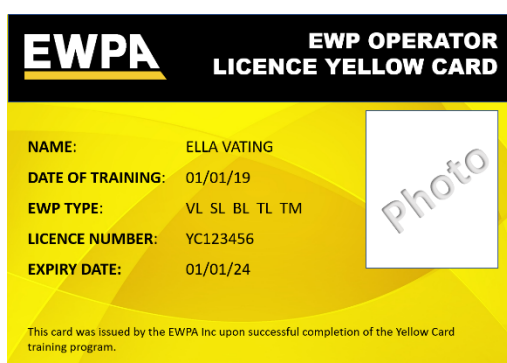 EWPA
EWP OPERATOR
LICENCE YELLOW CARD
NAME: ELLA VATING
DATE OF TRAINING: 01/01/19
EWP TYPE: VL SL BL TL TM
LICENCE NUMBER: YC123456
EXPIRY DATE: 01/01/24
Photo
This card was issued by the EWPA Inc upon successful completion of the Yellow Card
training program.